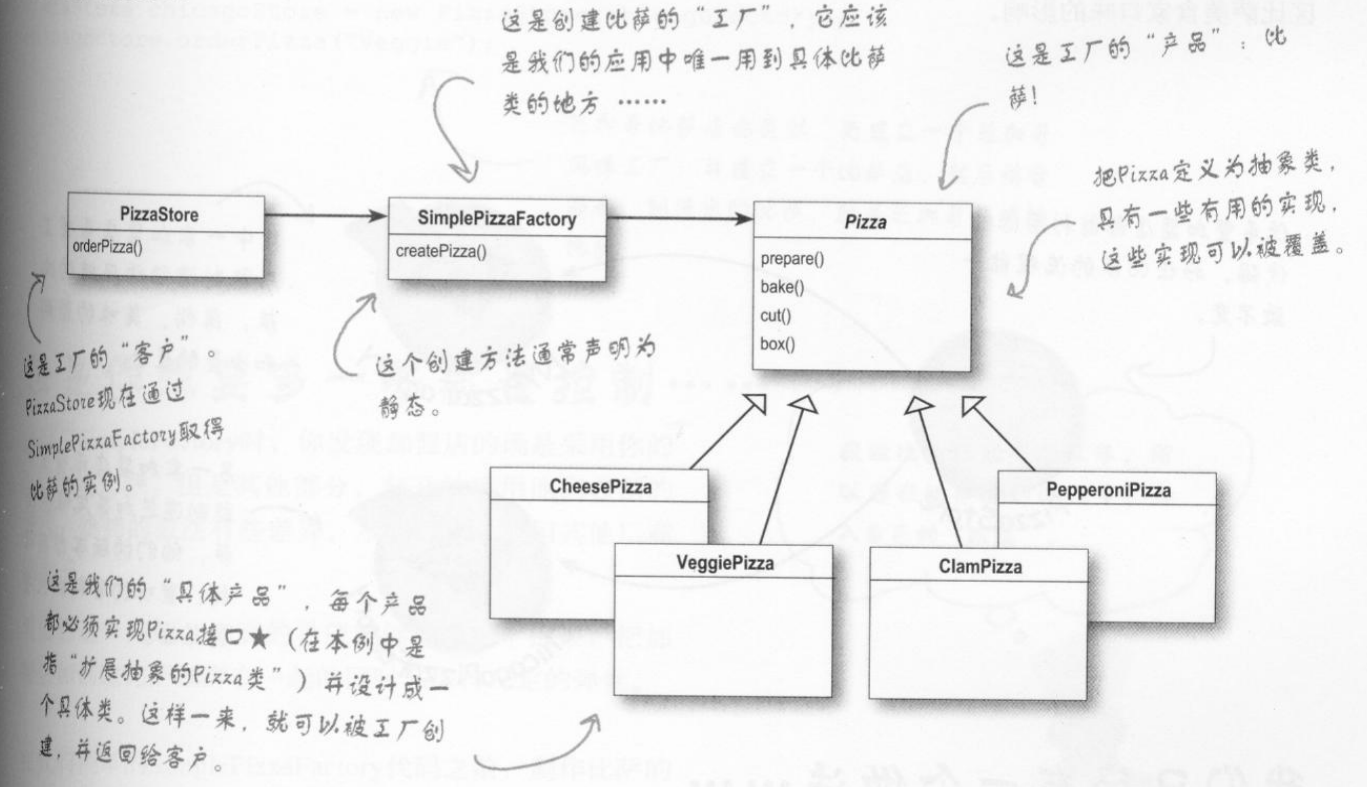 这是创建比萨的“工厂”，它应该
是我们的应用中唯一用到具体比萨
类的地方……
这是工厂的“产品”：比
萨！
把Pizza定义为抽象类，
具有一些有用的实现，
这些实现可以被覆盖。
PizzaStore
orderPizza()
SimplePizzaFactory
createPizza()
Pizza
prepare()
bake()
cut()
box()
这是工厂的“客户”。
PizzaStore现在通过
SimplePizzaFactory取得
比萨的实例。
这个创建方法通常声明为
静态。
CheesePizza
VeggiePizza
ClamPizza
PepperoniPizza
这是我们的“具体产品”，每个产品
都必须实现Pizza接口★（在本例中是
指“扩展抽象的Pizza类”）并设计成一
个具体类。这样一来，就可以被工厂创
建，并返回给客户。